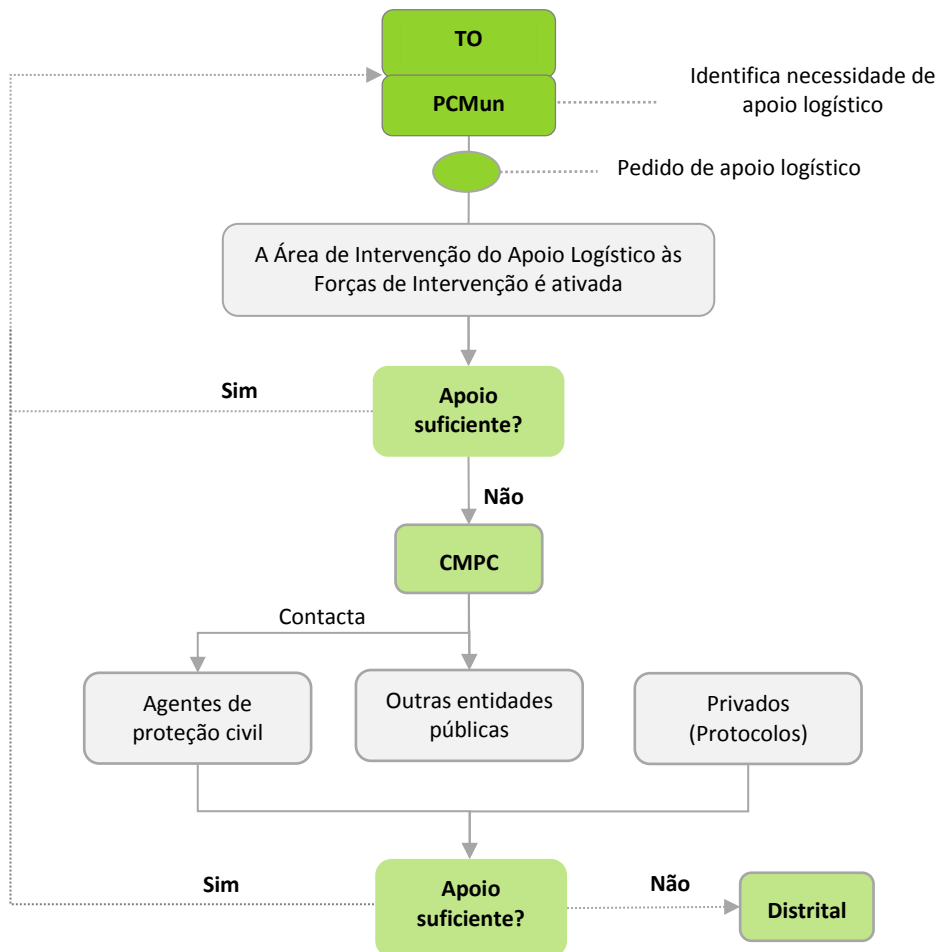 TO
PCMun
Identifica necessidade de
apoio logístico
Pedido de apoio logístico
A Área de Intervenção do Apoio Logístico às
Forças de Intervenção é ativada
Sim
Apoio
suficiente?
Não
CMPC
Contacta
Agentes de
proteção civil
Outras entidades
públicas
Privados
(Protocolos)
Sim
Apoio
suficiente?
Não
Distrital